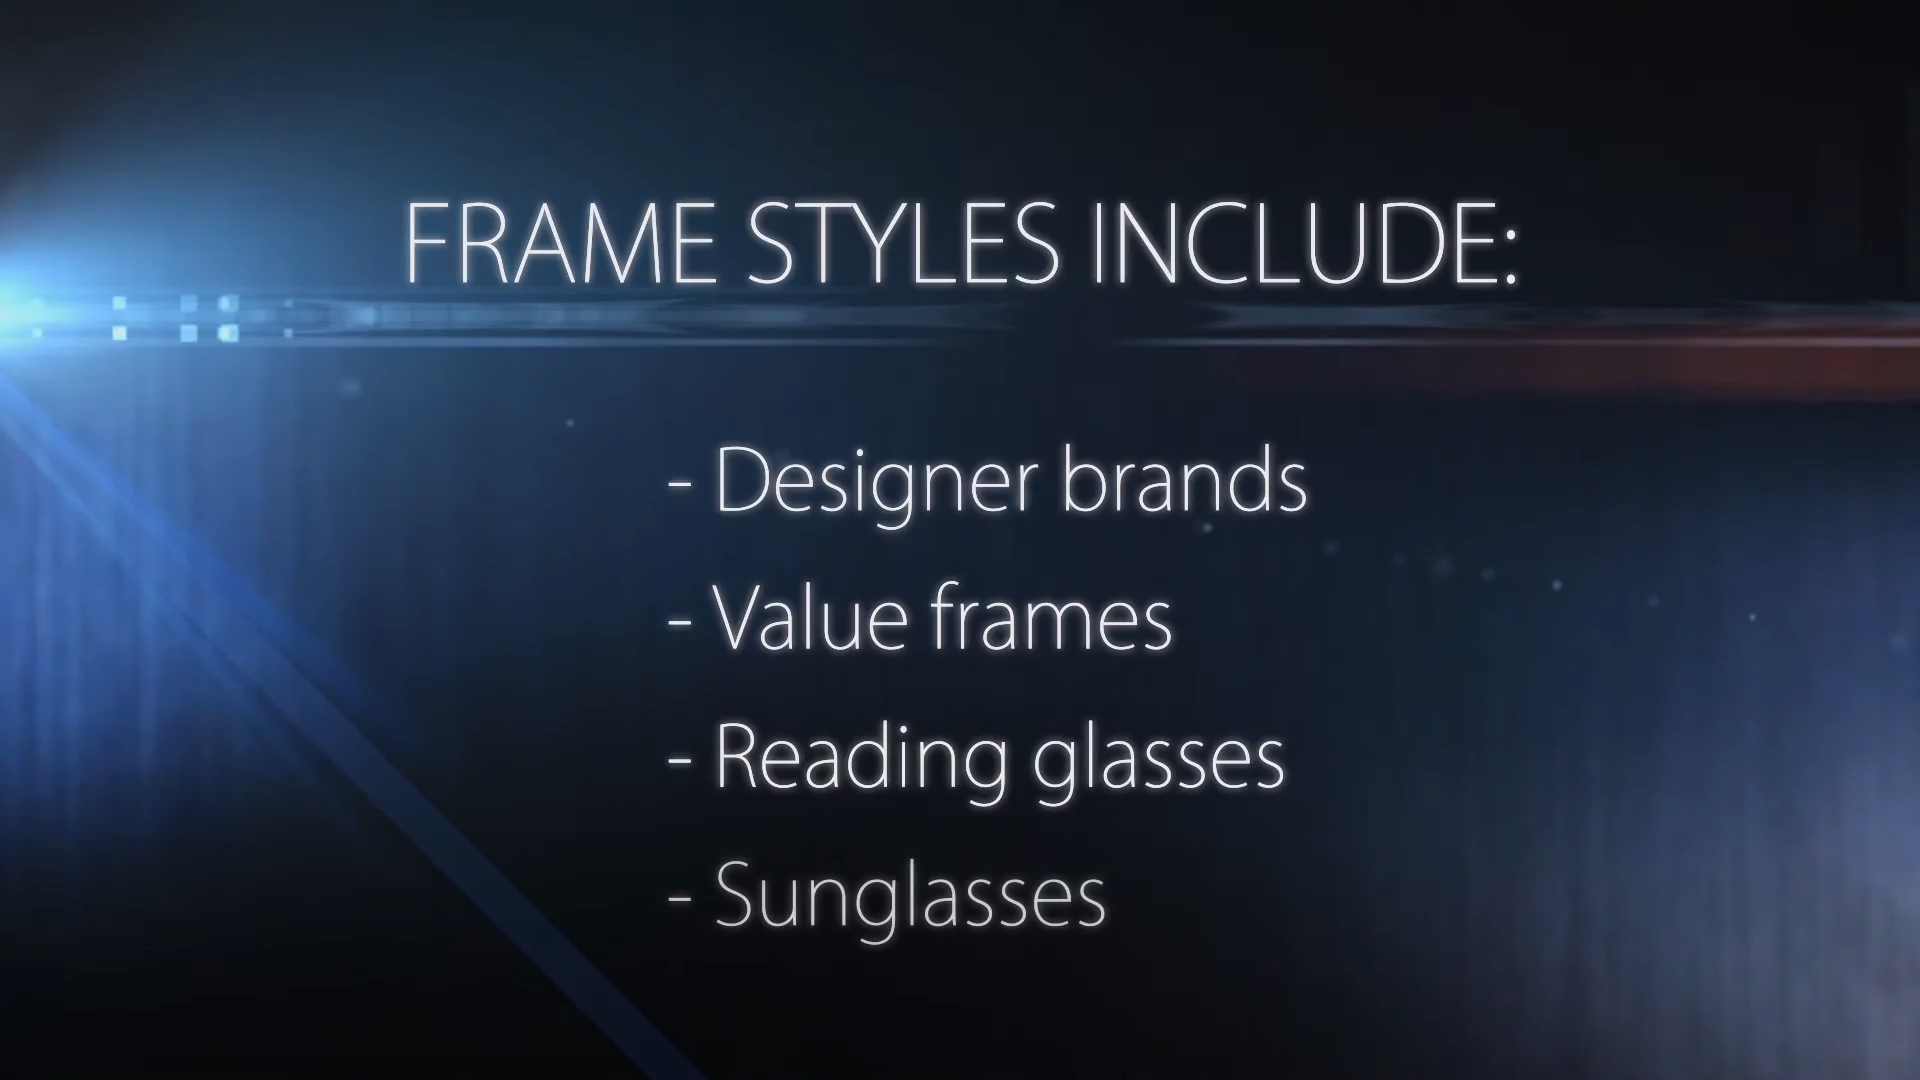 FRAME STYLES INCLUDE:
- Designer brands
- Value frames
- Reading glasses
- Sunglasses